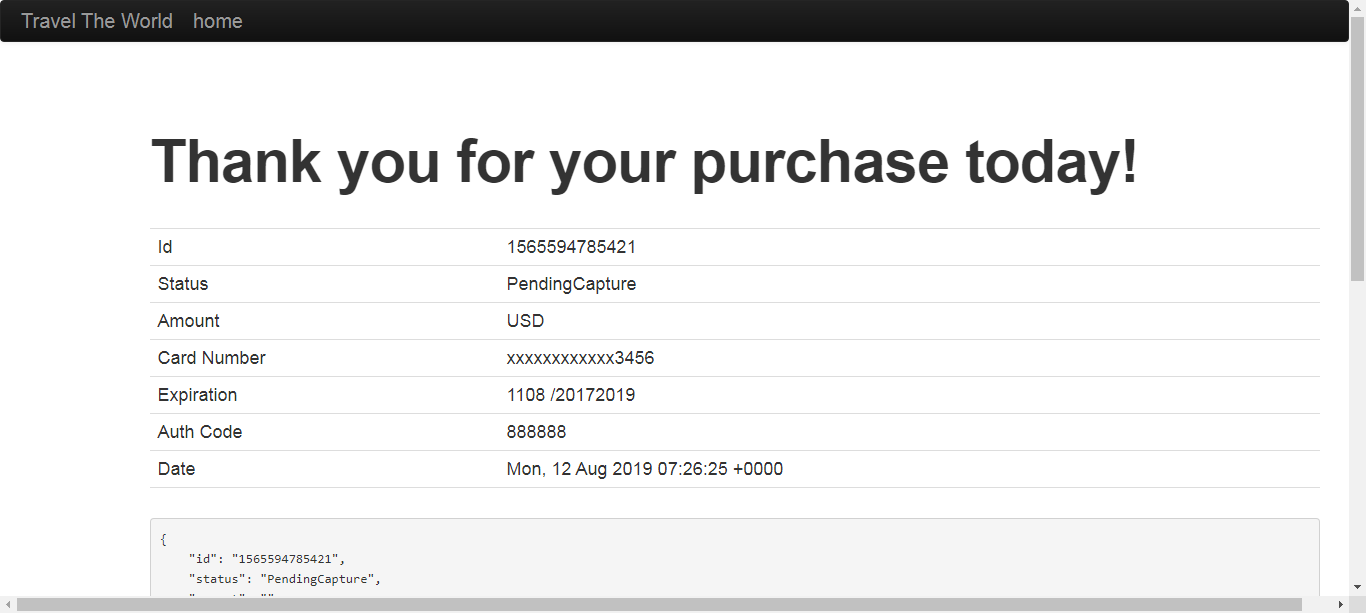 Travel The World home
Thank you for your purchase today!
Id 1565594785421
Status PendingCapture
Amount USD
Card Number xxxxxxxxxxxx3456
Expiration 1108 /20172019
Auth Code 888888
Date Mon, 12 Aug 2019 07:26:25 +0000
{
"id": "1565594785421",
"status": "PendingCapture",